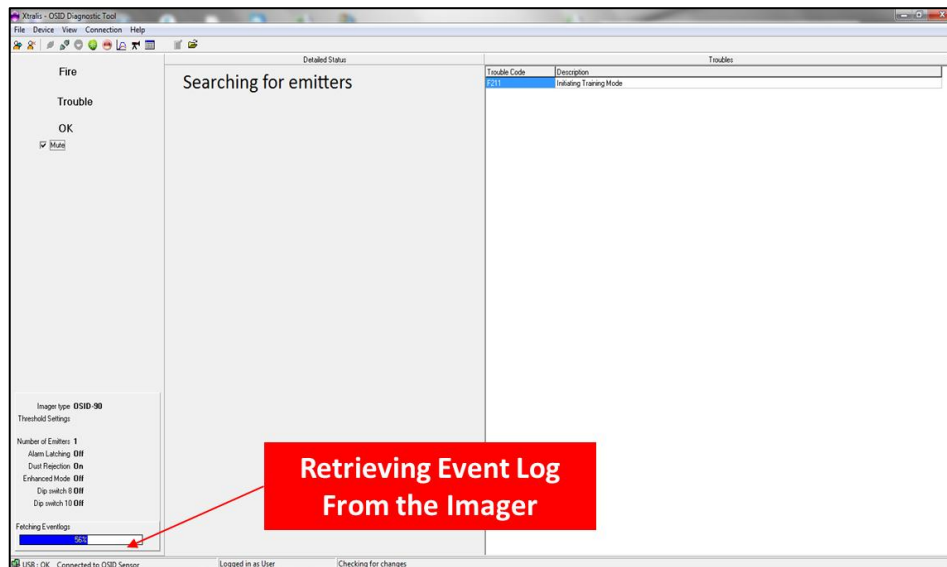 Xtralis - OSID Diagnostic Tool
File Device View Connection Help
Detailed Status
Troubles
Fire
Trouble
OK
Mute
Searching for emitters
Trouble Code Description
F211 Initiating Training Mode
Imager type OSID-90
Threshold Settings
Number of Emitters 1
Alarm Latching Off
Dust Rejection On
Enhanced Mode Off
Dip switch 8 Off
Dip switch 10 Off
Fetching Eventlogs
56%
Retrieving Event Log
From the Imager
USB : OK Connected to OSID Sensor Logged in as User Checking for changes